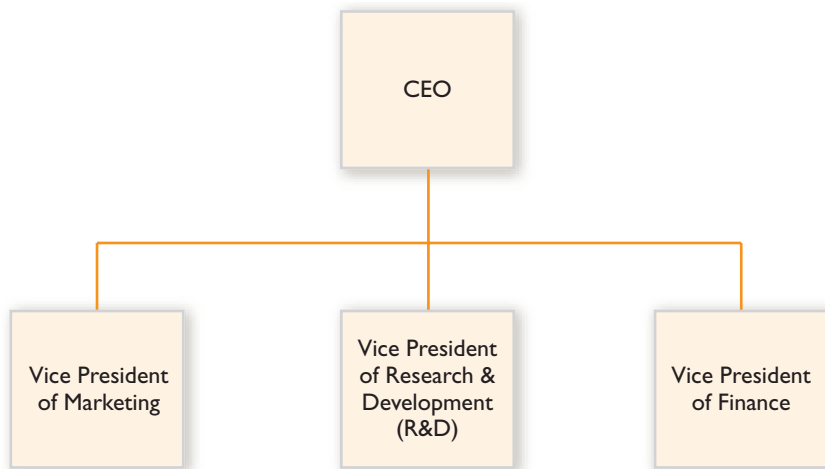 CEO
Vice President
of Marketing
Vice President
of Research &
Development
(R&D)
Vice President
of Finance